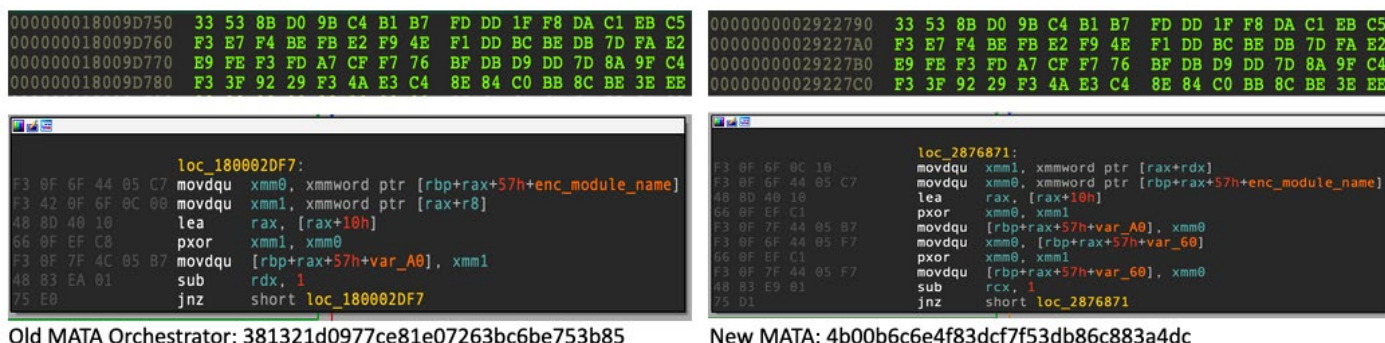 000000018009D750 33 53 8B D0 9B C4 B1 B7 FD DD 1F F8 DA C1 EB C5
000000018009D760 F3 E7 F4 BE FB E2 F9 4E F1 DD BC BE DB 7D FA E2
000000018009D770 E9 FE F3 FD A7 CF F7 76 BF DB D9 DD 7D 8A 9F C4
000000018009D780 F3 3F 92 29 F3 4A E3 C4 8E 84 C0 BB 8C BE 3E EE
loc_180002DF7:
F3 0F 6F 44 05 C7 movdqu xmm0, xmmword ptr [rbp+rax+57h+enc_module_name]
F3 42 0F 6F 0C 00 movdqu xmm1, xmmword ptr [rax+r8]
48 8D 40 10 lea rax, [rax+10h]
66 0F EF C8 pxor xmm1, xmm0
F3 0F 7F 4C 05 B7 movdqu [rbp+rax+57h+var_A0], xmm1
48 83 EA 01 sub rdx, 1
75 E0 jnz short loc_180002DF7
Old MATA Orchestrator: 381321d0977ce81e07263bc6be753b85
0000000002922790 33 53 8B D0 9B C4 B1 B7 FD DD 1F F8 DA C1 EB C5
00000000029227A0 F3 E7 F4 BE FB E2 F9 4E F1 DD BC BE DB 7D FA E2
00000000029227B0 E9 FE F3 FD A7 CF F7 76 BF DB D9 DD 7D 8A 9F C4
00000000029227C0 F3 3F 92 29 F3 4A E3 C4 8E 84 C0 BB 8C BE 3E EE
loc_2876871:
F3 0F 6F 0C 10 movdqu xmm1, xmmword ptr [rax+rdx]
F3 0F 6F 44 05 C7 movdqu xmm0, xmmword ptr [rbp+rax+57h+enc_module_name]
48 8D 40 10 lea rax, [rax+10h]
66 0F EF C1 pxor xmm0, xmm1
F3 0F 7F 44 05 B7 movdqu [rbp+rax+57h+var_A0], xmm0
F3 0F 6F 44 05 F7 movdqu xmm0, [rbp+rax+57h+var_60]
66 0F EF C1 pxor xmm0, xmm1
F3 0F 7F 44 05 F7 movdqu [rbp+rax+57h+var_60], xmm0
48 83 E9 01 sub rcx, 1
75 D1 jnz short loc_2876871
New MATA: 4b00b6c6e4f83dcf7f53db86c883a4dc